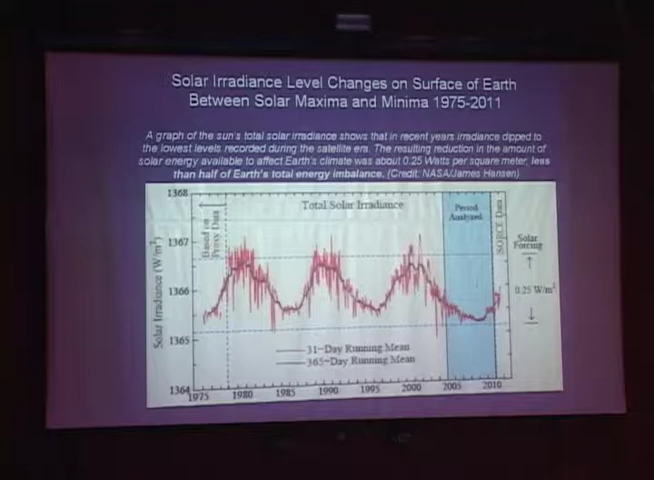 Solar Irradiance Level Changes on Surface of Earth
Between Solar Maxima and Minima 1975-2011
A graph of the sun's total solar irradiance shows that in recent years irradiance dipped to
the lowest levels recorded during the satellite era. The resulting reduction in the amount of
solar energy available to affect Earth's climate was about 0.25 Watts per square meter, less
than half of Earth's total energy imbalance. (Credit: NASA/James Hansen)
1368
1367
1366
1365
1364
Solar Irradiance (W/m²)
Based on
Proxy Data
Total Solar Irradiance
Period
Analyzed
SORCE Data
Solar
Forcing
0.25 W/m²
31-Day Running Mean
365-Day Running Mean
1975 1980 1985 1990 1995 2000 2005 2010